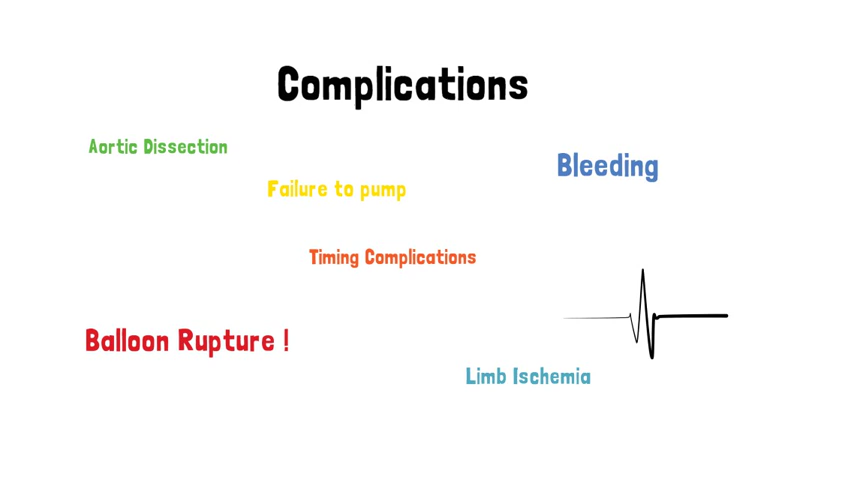 Complications
Aortic Dissection
Bleeding
Failure to pump
Timing Complications
Balloon Rupture !
Limb Ischemia